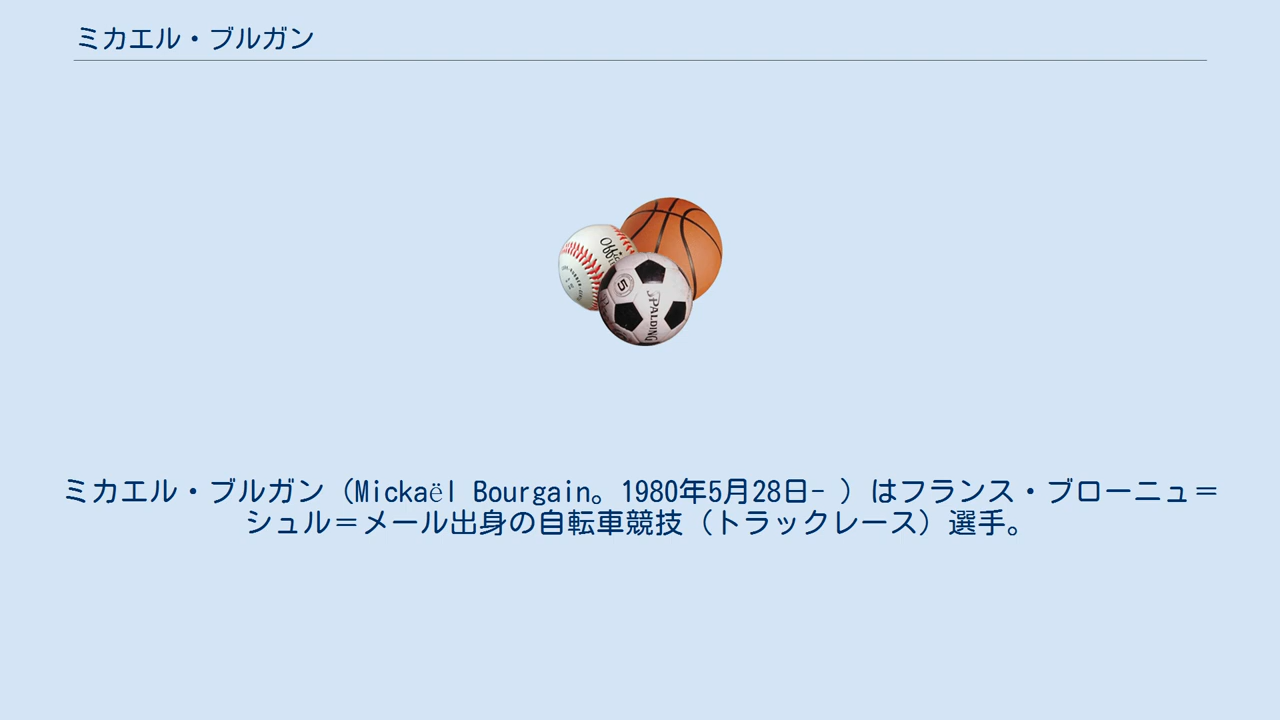 ミカエル・ブルガン
Offic
5
SPALDING
ミカエル・ブルガン（Mickaël Bourgain。1980年5月28日- ）はフランス・ブローニュ＝
シュル＝メール出身の自転車競技（トラックレース）選手。